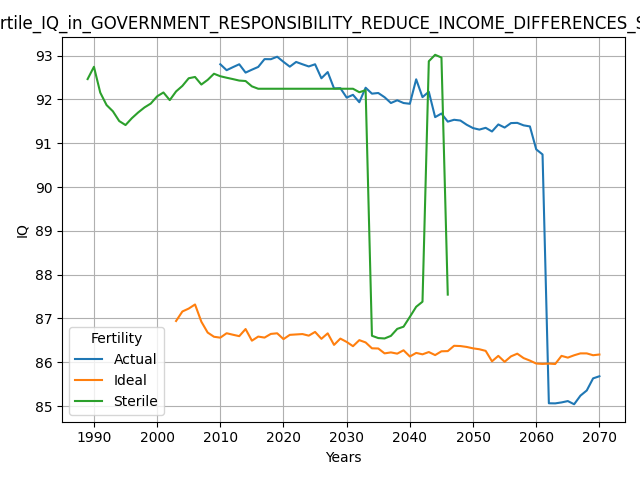 rtile_IQ_in_GOVERNMENT_RESPONSIBILITY_REDUCE_INCOME_DIFFERENCES_S
93
92
91
90
89
88
87
86
85
IQ
Fertility
Actual
Ideal
Sterile
1990 2000 2010 2020 2030 2040 2050 2060 2070
Years